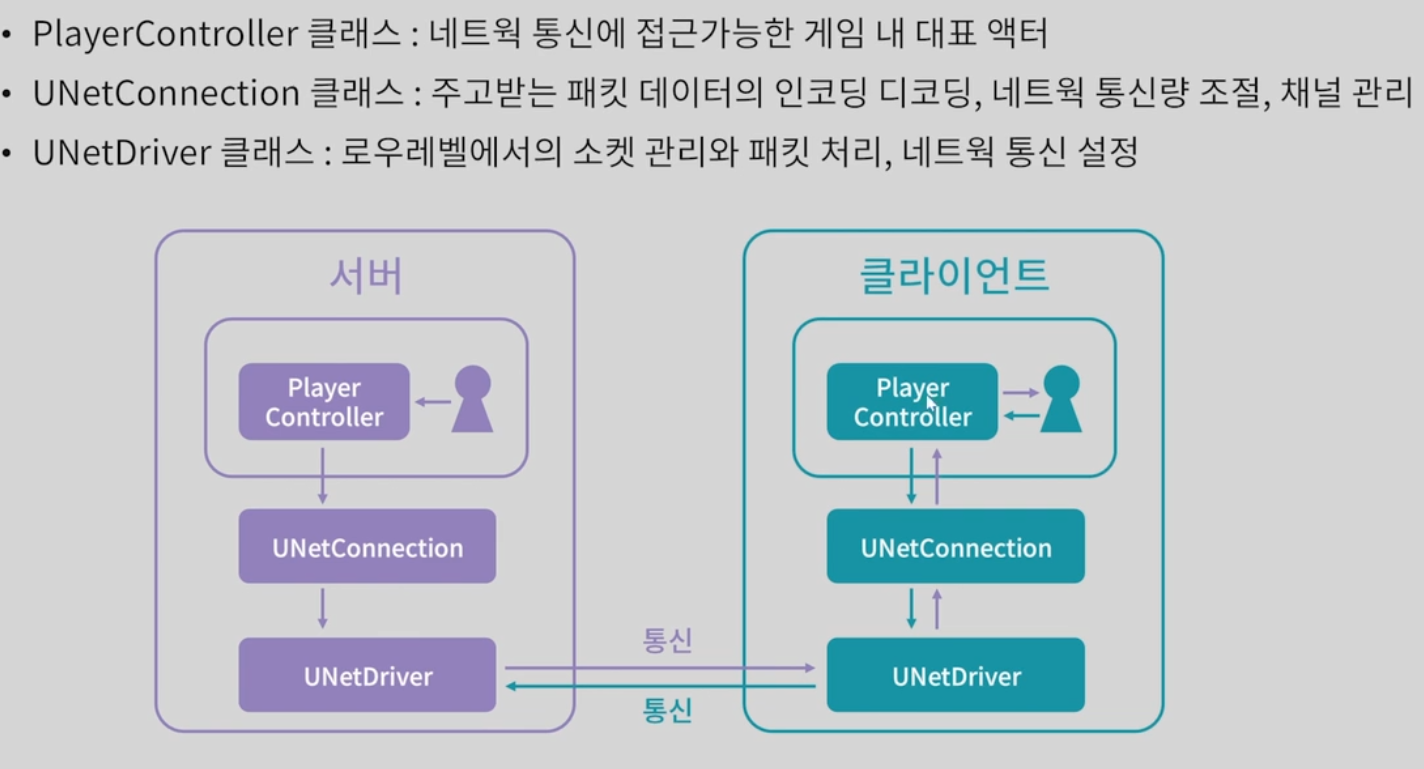 • PlayerController 클래스 : 네트웍 통신에 접근가능한 게임 내 대표 액터
• UNetConnection 클래스 : 주고받는 패킷 데이터의 인코딩 디코딩, 네트웍 통신량 조절, 채널 관리
• UNetDriver 클래스 : 로우레벨에서의 소켓 관리와 패킷 처리, 네트웍 통신 설정
서버
Player
Controller
UNetConnection
UNetDriver
통신
통신
클라이언트
Player
Controller
UNetConnection
UNetDriver